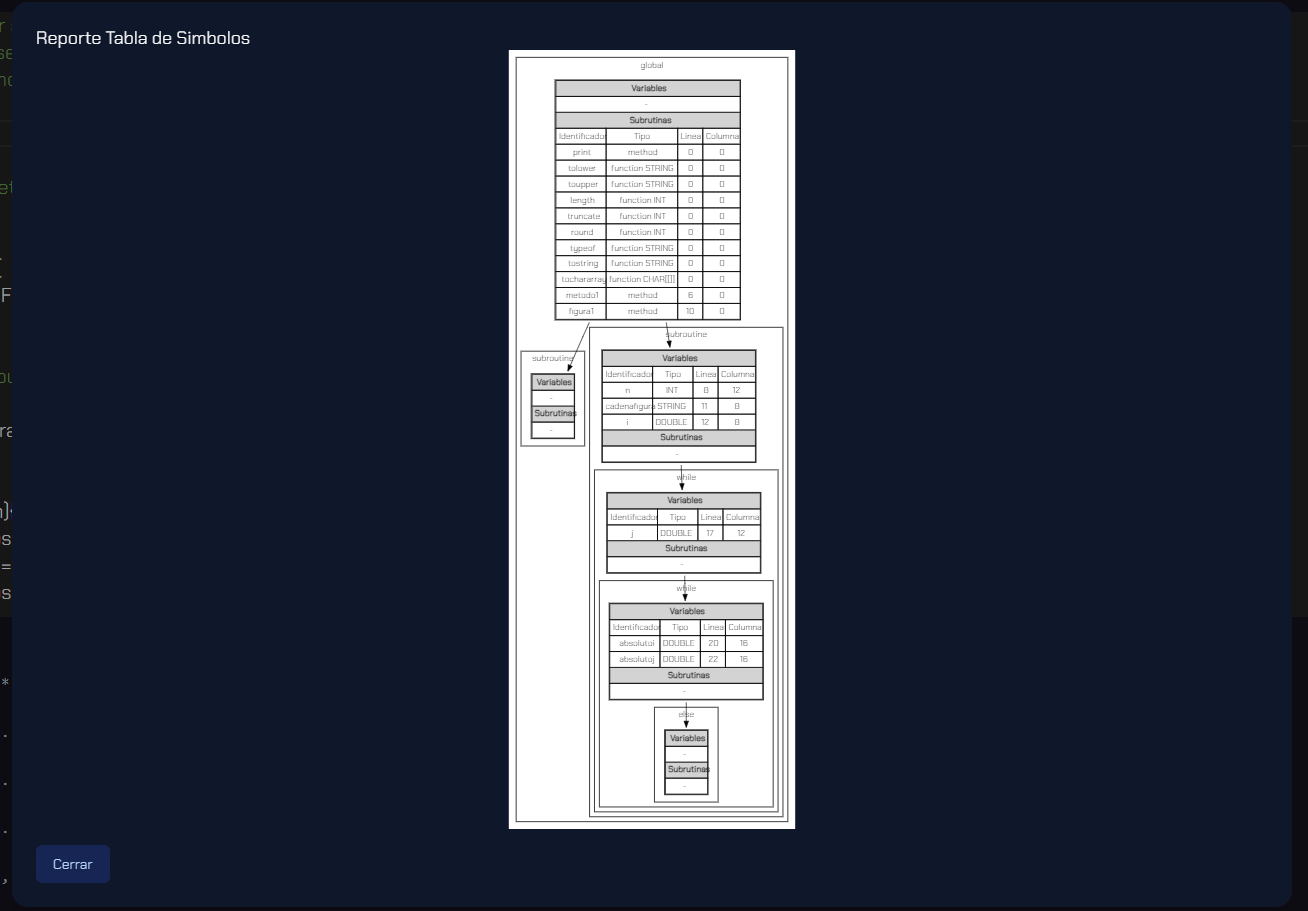 Reporte Tabla de Simbolos
global
Variables
-
Subrutinas
Identificador Tipo Linea Columna
print method 0 0
tolower function STRING 0 0
toupper function STRING 0 0
length function INT 0 0
truncate function INT 0 0
round function INT 0 0
typeof function STRING 0 0
tostring function STRING 0 0
tochararray function CHAR[[]] 0 0
metodo1 method 6 0
figura1 method 10 0
subroutine
Variables
-
Subrutinas
-
subroutine
Variables
Identificador Tipo Linea Columna
n INT 8 12
cadenafigura STRING 11 8
i DOUBLE 12 8
Subrutinas
-
while
Variables
Identificador Tipo Linea Columna
j DOUBLE 17 12
Subrutinas
-
while
Variables
Identificador Tipo Linea Columna
absolutoi DOUBLE 20 16
absolutoj DOUBLE 22 16
Subrutinas
-
else
Variables
-
Subrutinas
-
Cerrar